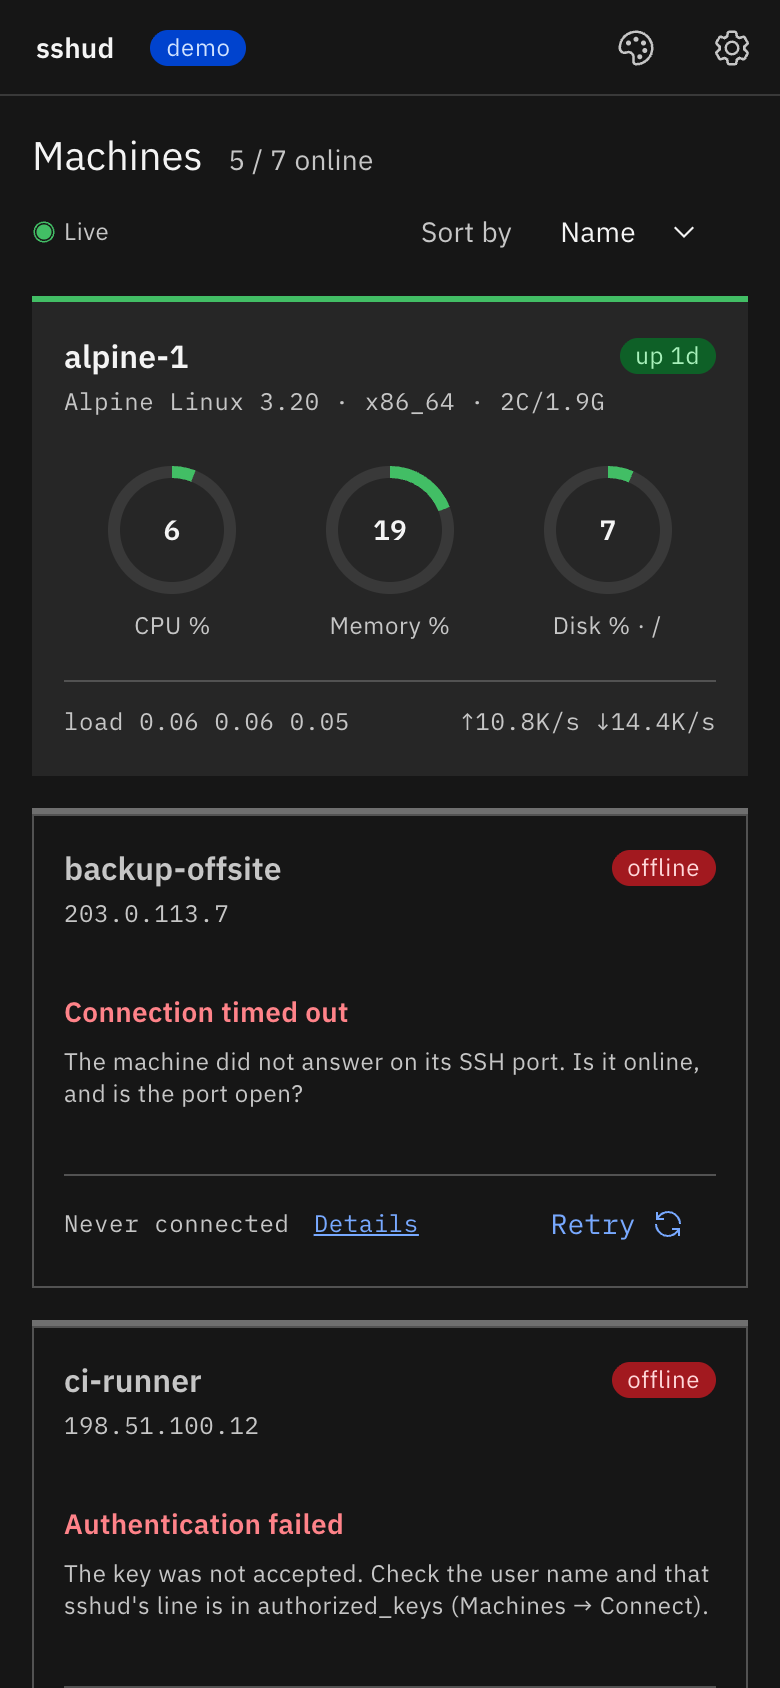 sshud demo
Machines 5 / 7 online
Live Sort by Name
alpine-1 up 1d
Alpine Linux 3.20 · x86_64 · 2C/1.9G
6 19 7
CPU % Memory % Disk % · /
load 0.06 0.06 0.05 ↑10.8K/s ↓14.4K/s
backup-offsite offline
203.0.113.7
Connection timed out
The machine did not answer on its SSH port. Is it online,
and is the port open?
Never connected Details Retry
ci-runner offline
198.51.100.12
Authentication failed
The key was not accepted. Check the user name and that
sshud's line is in authorized_keys (Machines → Connect).